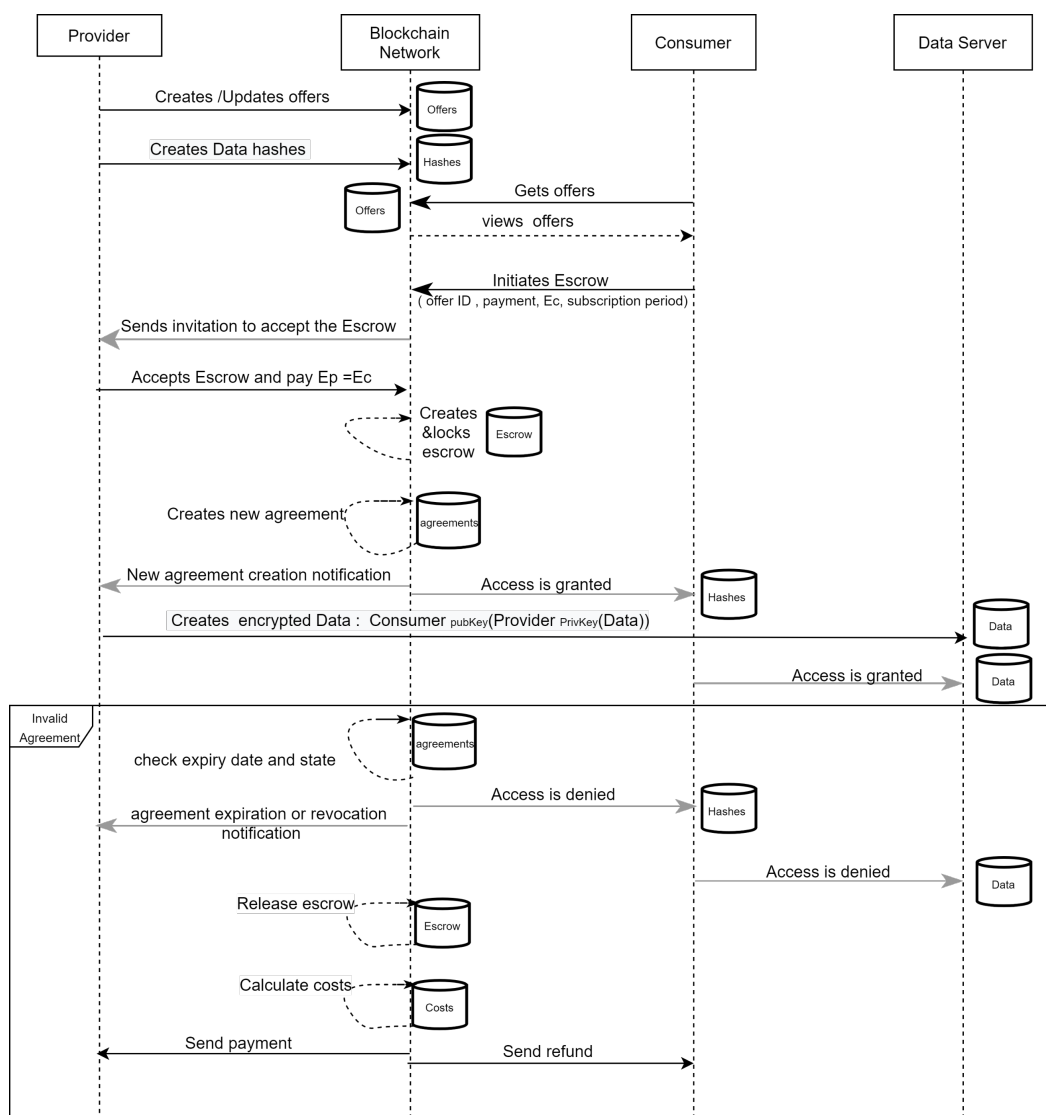 Provider
Blockchain
Network
Consumer
Data Server
Creates /Updates offers
Offers
Creates Data hashes
Hashes
Gets offers
Offers
views offers
Initiates Escrow
( offer ID , payment, Ec, subscription period)
Sends invitation to accept the Escrow
Accepts Escrow and pay Ep =Ec
Creates
&locks
escrow
Escrow
Creates new agreement
agreements
New agreement creation notification
Access is granted
Hashes
Creates encrypted Data : Consumer pubKey(Provider PrivKey(Data))
Data
Access is granted
Data
Invalid
Agreement
agreements
check expiry date and state
Access is denied
Hashes
agreement expiration or revocation
notification
Access is denied
Data
Release escrow
Escrow
Calculate costs
Costs
Send payment
Send refund